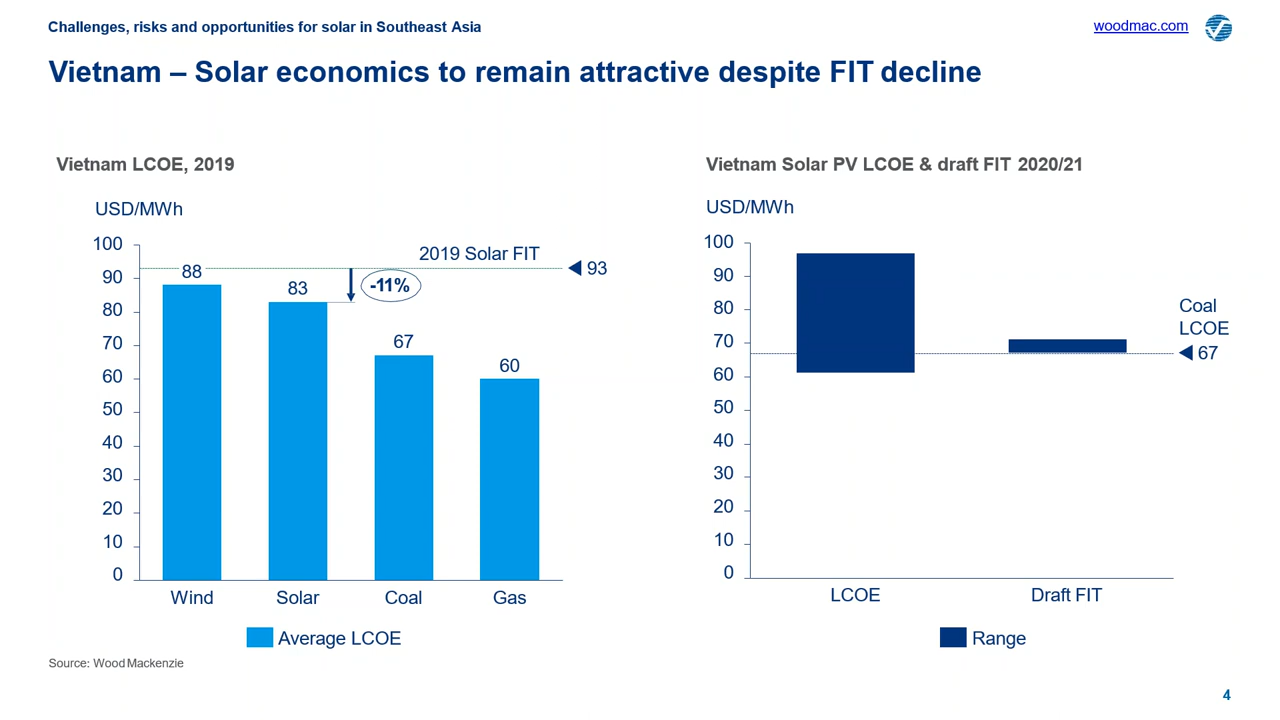 Challenges, risks and opportunities for solar in Southeast Asia
woodmac.com
Vietnam – Solar economics to remain attractive despite FIT decline
Vietnam LCOE, 2019
USD/MWh
100
90
80
70
60
50
40
30
20
10
0
2019 Solar FIT
93
88
83
-11%
67
60
Wind
Solar
Coal
Gas
Average LCOE
Vietnam Solar PV LCOE & draft FIT 2020/21
USD/MWh
100
90
80
70
60
50
40
30
20
10
0
Coal
LCOE
67
LCOE
Draft FIT
Range
Source: Wood Mackenzie
4